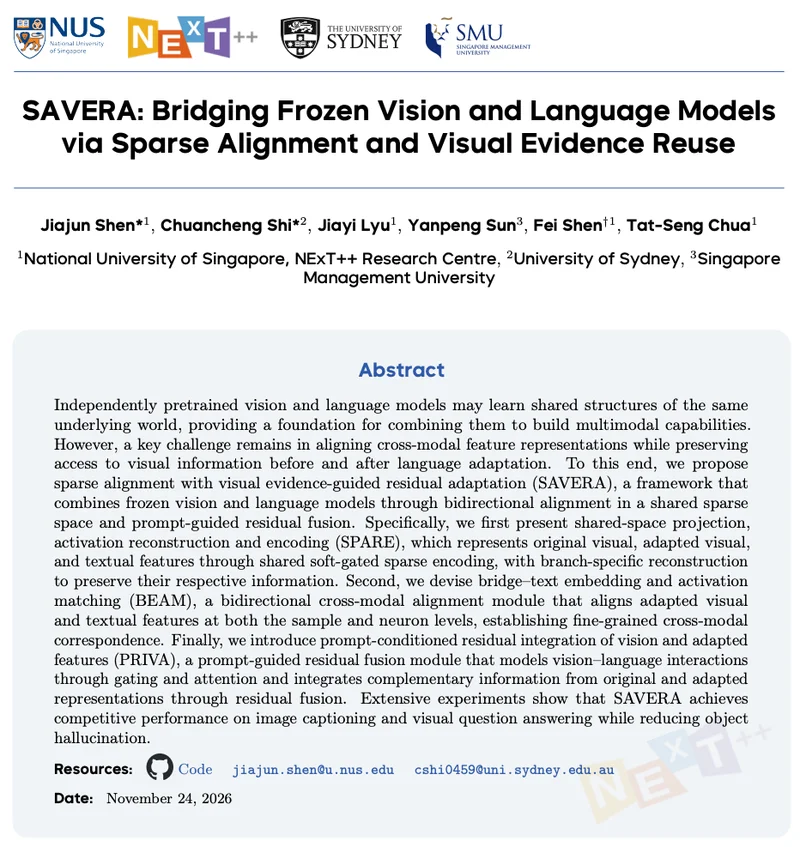 NUS
National University
of Singapore
NExT++
THE UNIVERSITY OF
SYDNEY
SMU
SINGAPORE MANAGEMENT
UNIVERSITY
SAVERA: Bridging Frozen Vision and Language Models
via Sparse Alignment and Visual Evidence Reuse
Jiajun Shen*1, Chuancheng Shi*2, Jiayi Lyu1, Yanpeng Sun3, Fei Shen†1, Tat-Seng Chua1
1National University of Singapore, NExT++ Research Centre, 2University of Sydney, 3Singapore
Management University
Abstract
Independently pretrained vision and language models may learn shared structures of the same
underlying world, providing a foundation for combining them to build multimodal capabilities.
However, a key challenge remains in aligning cross-modal feature representations while preserving
access to visual information before and after language adaptation. To this end, we propose
sparse alignment with visual evidence-guided residual adaptation (SAVERA), a framework that
combines frozen vision and language models through bidirectional alignment in a shared sparse
space and prompt-guided residual fusion. Specifically, we first present shared-space projection,
activation reconstruction and encoding (SPARE), which represents original visual, adapted visual,
and textual features through shared soft-gated sparse encoding, with branch-specific reconstruction
to preserve their respective information. Second, we devise bridge–text embedding and activation
matching (BEAM), a bidirectional cross-modal alignment module that aligns adapted visual
and textual features at both the sample and neuron levels, establishing fine-grained cross-modal
correspondence. Finally, we introduce prompt-conditioned residual integration of vision and adapted
features (PRIVA), a prompt-guided residual fusion module that models vision–language interactions
through gating and attention and integrates complementary information from original and adapted
representations through residual fusion. Extensive experiments show that SAVERA achieves
competitive performance on image captioning and visual question answering while reducing object
hallucination.
Resources: Code jiajun.shen@u.nus.edu cshi0459@uni.sydney.edu.au
Date: November 24, 2026
NExT++